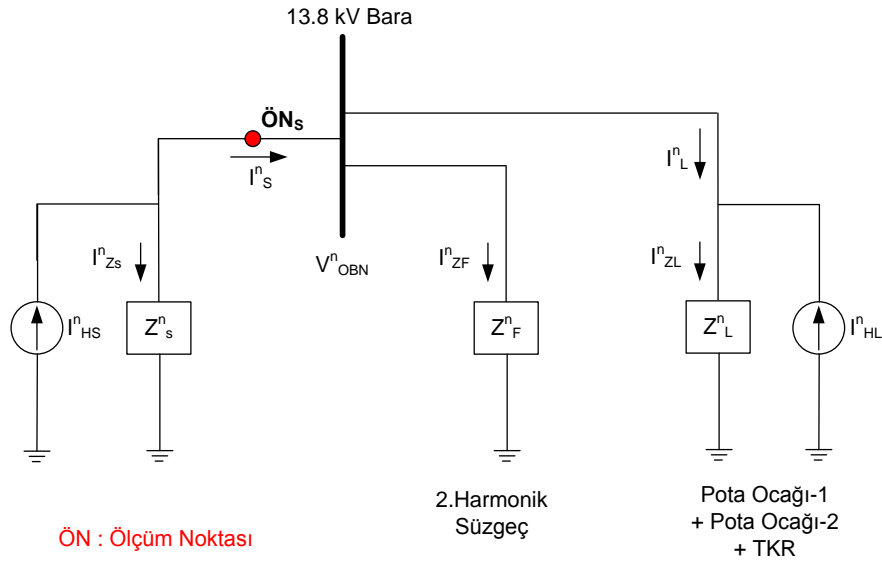 13.8 kV Bara
ÖNS
InS
InL
InZs
VnOBN
InZF
InZL
InHS
Zns
ZnF
ZnL
InHL
2.Harmonik
Süzgeç
Pota Ocağı-1
+ Pota Ocağı-2
+ TKR
ÖN : Ölçüm Noktası